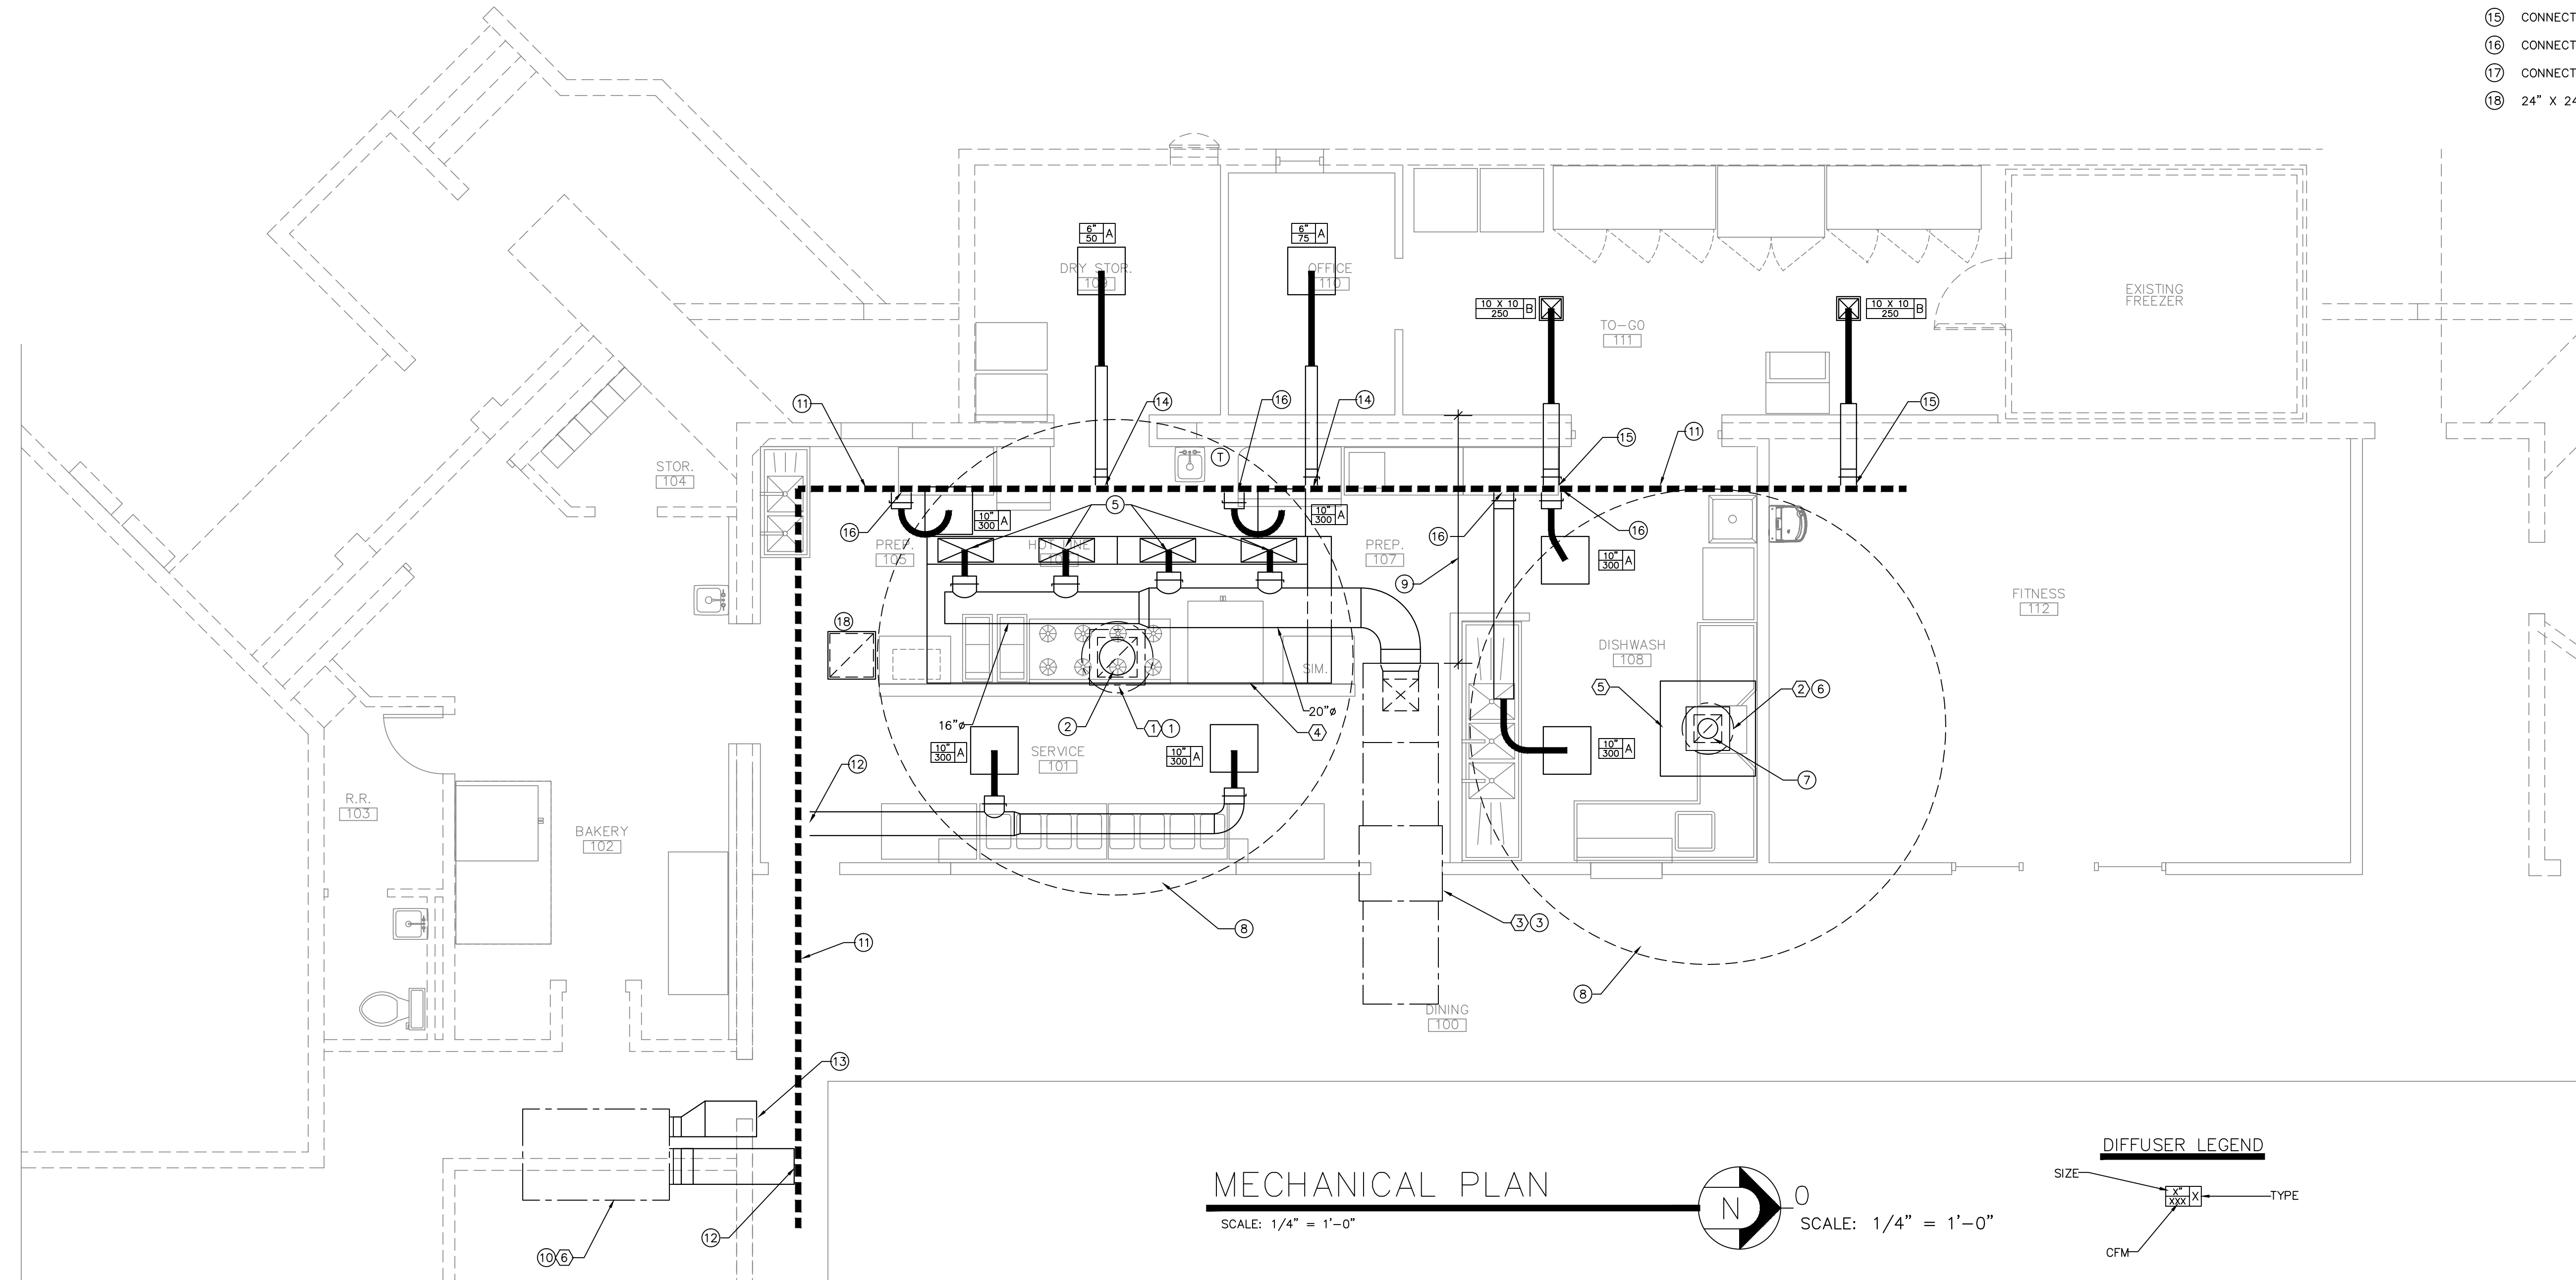 15 CONNECT
16 CONNECT
17 CONNECT
18 24" X 24
6" 50 A
6" 75 A
DRY STOR.
109
OFFICE
110
10 X 10 250 B
10 X 10 250 B
EXISTING
FREEZER
TO-GO
111
11
14
16
14
15
11
15
T
STOR.
104
5
16
10" 300 A
10" 300 A
16
16
PREP.
105
PREP.
107
10" 300 A
9
FITNESS
112
18
DISHWASH
108
SIM.
5
2 6
16"ø
2
1 1
20"ø
4
10" 300 A
SERVICE
101
10" 300 A
10" 300 A
12
7
R.R.
103
BAKERY
102
8
3 3
11
8
DINING
100
13
12
10 6
MECHANICAL PLAN
SCALE: 1/4" = 1'-0"
N
0
SCALE: 1/4" = 1'-0"
DIFFUSER LEGEND
SIZE
X" XXX X
TYPE
CFM